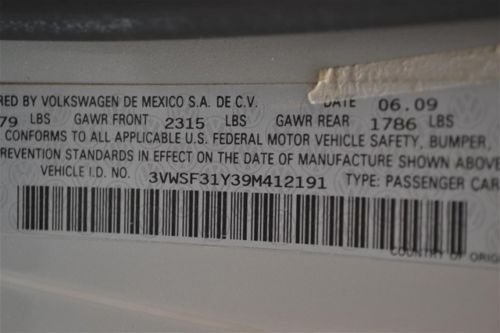 RED BY VOLKSWAGEN DE MEXICO S.A. DE C.V. DATE 06.09
79 LBS GAWR FRONT 2315 LBS GAWR REAR 1786 LBS
CONFORMS TO ALL APPLICABLE U.S. FEDERAL MOTOR VEHICLE SAFETY, BUMPER,
REVENTION STANDARDS IN EFFECT ON THE DATE OF MANUFACTURE SHOWN ABOVE
VEHICLE I.D. NO. 3VWSF31Y39M412191 TYPE: PASSENGER CAR
COUNTRY OF ORIG